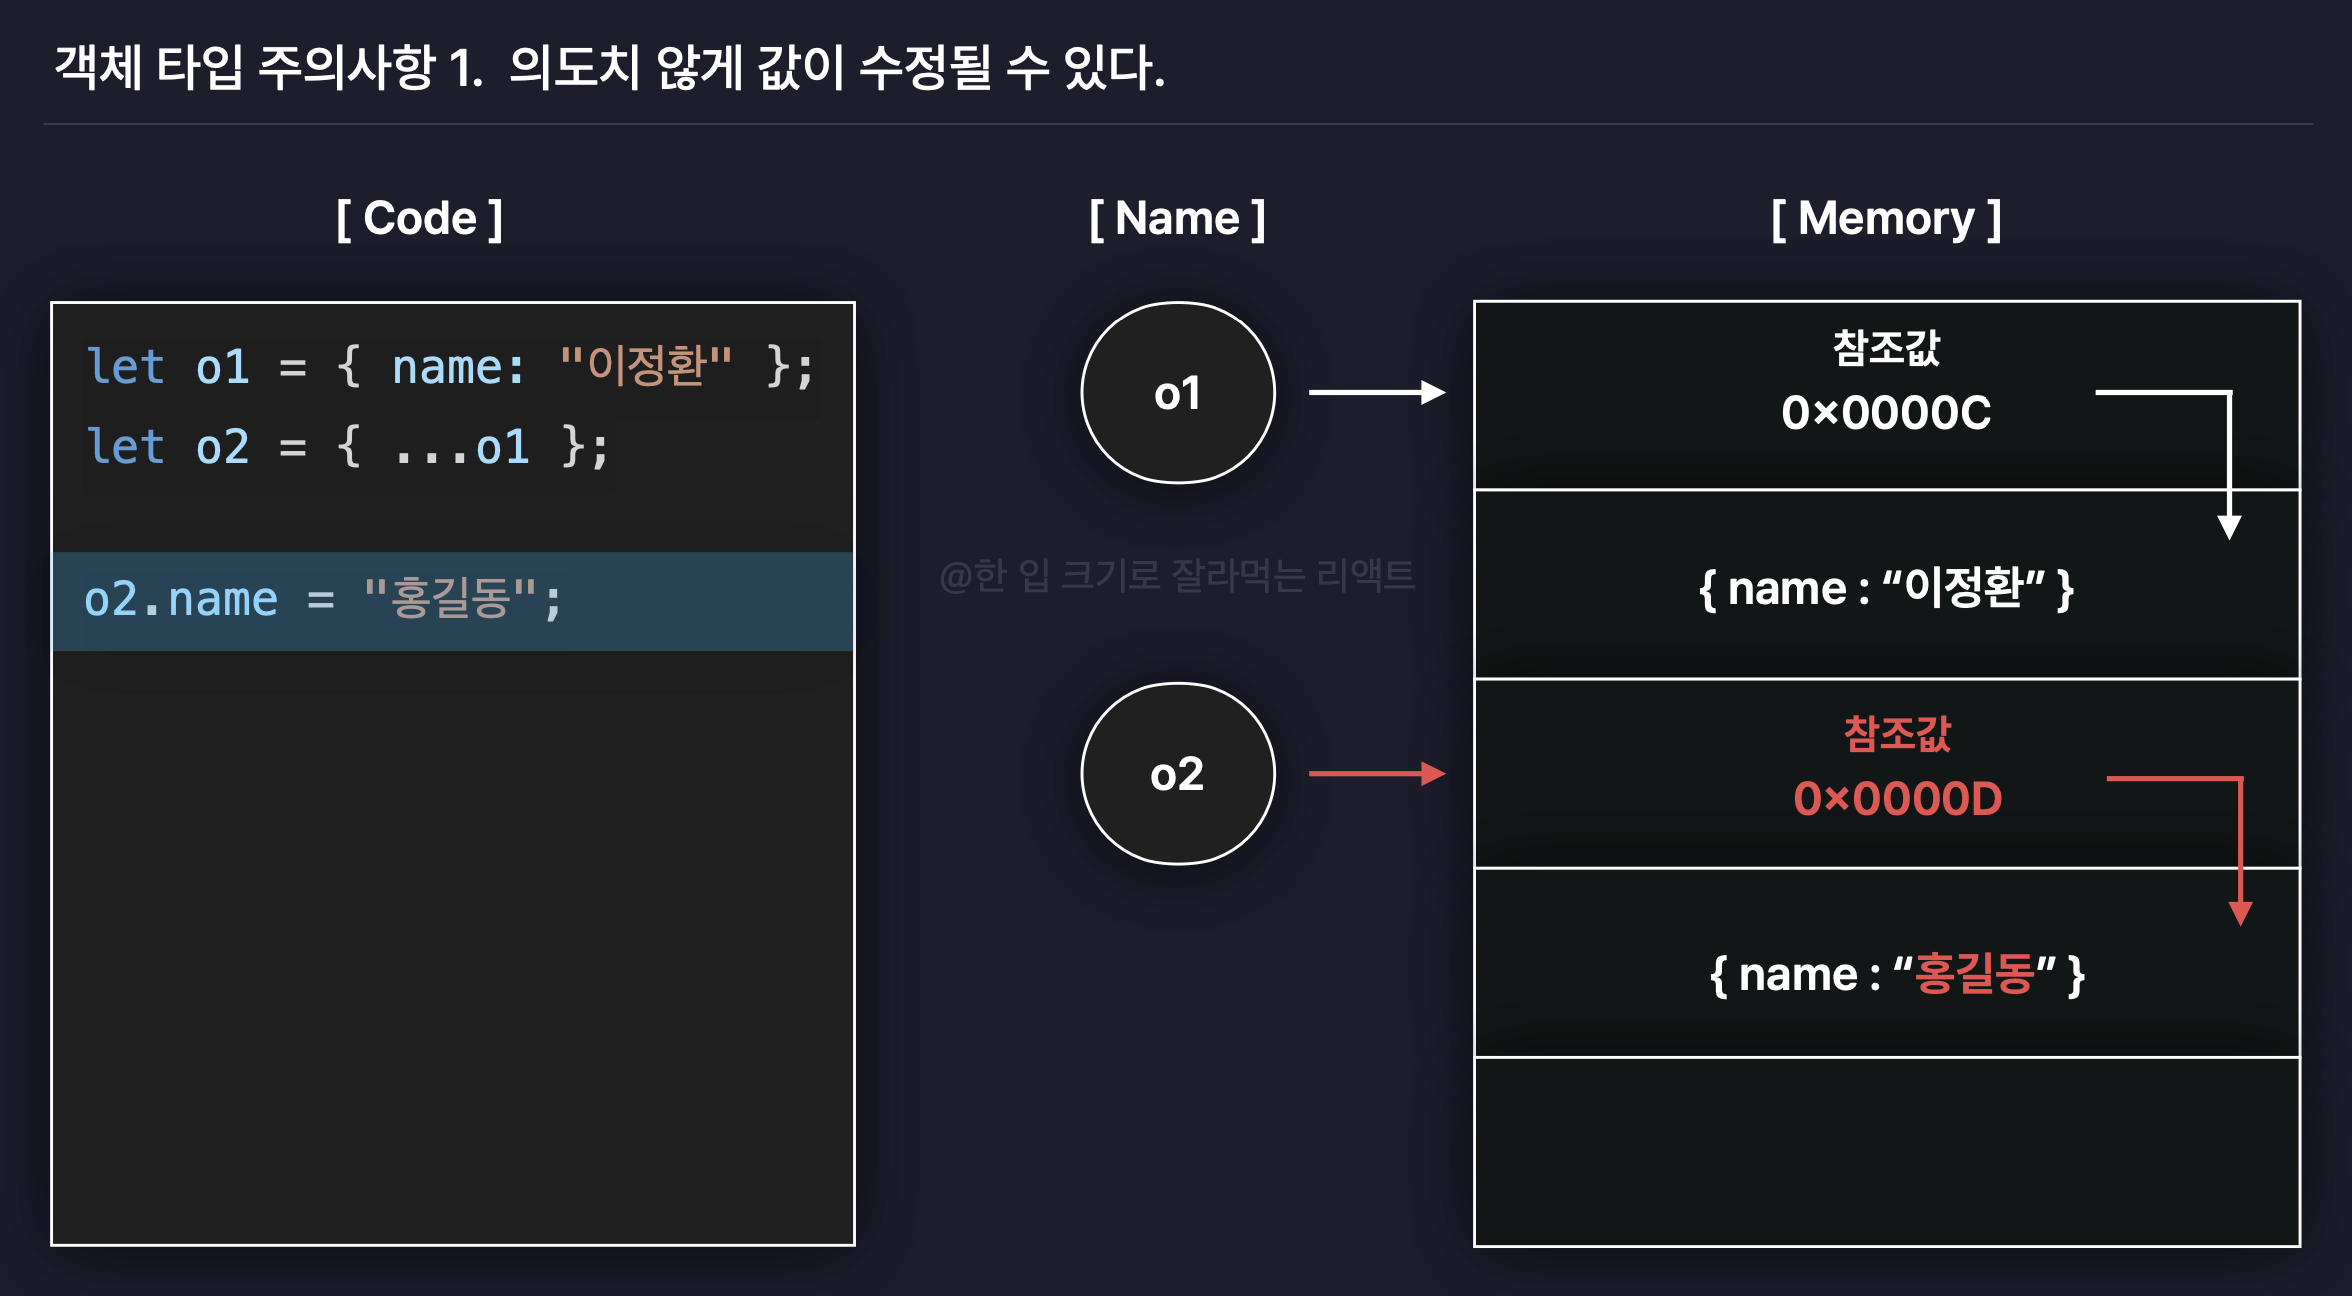 객체 타입 주의사항 1. 의도치 않게 값이 수정될 수 있다.
[ Code ]
let o1 = { name: "이정환" };
let o2 = { ...o1 };
o2.name = "홍길동";
[ Name ]
o1
@한 입 크기로 잘라먹는 리액트
o2
[ Memory ]
참조값
0×0000C
{ name : “이정환” }
참조값
0×0000D
{ name : “홍길동” }